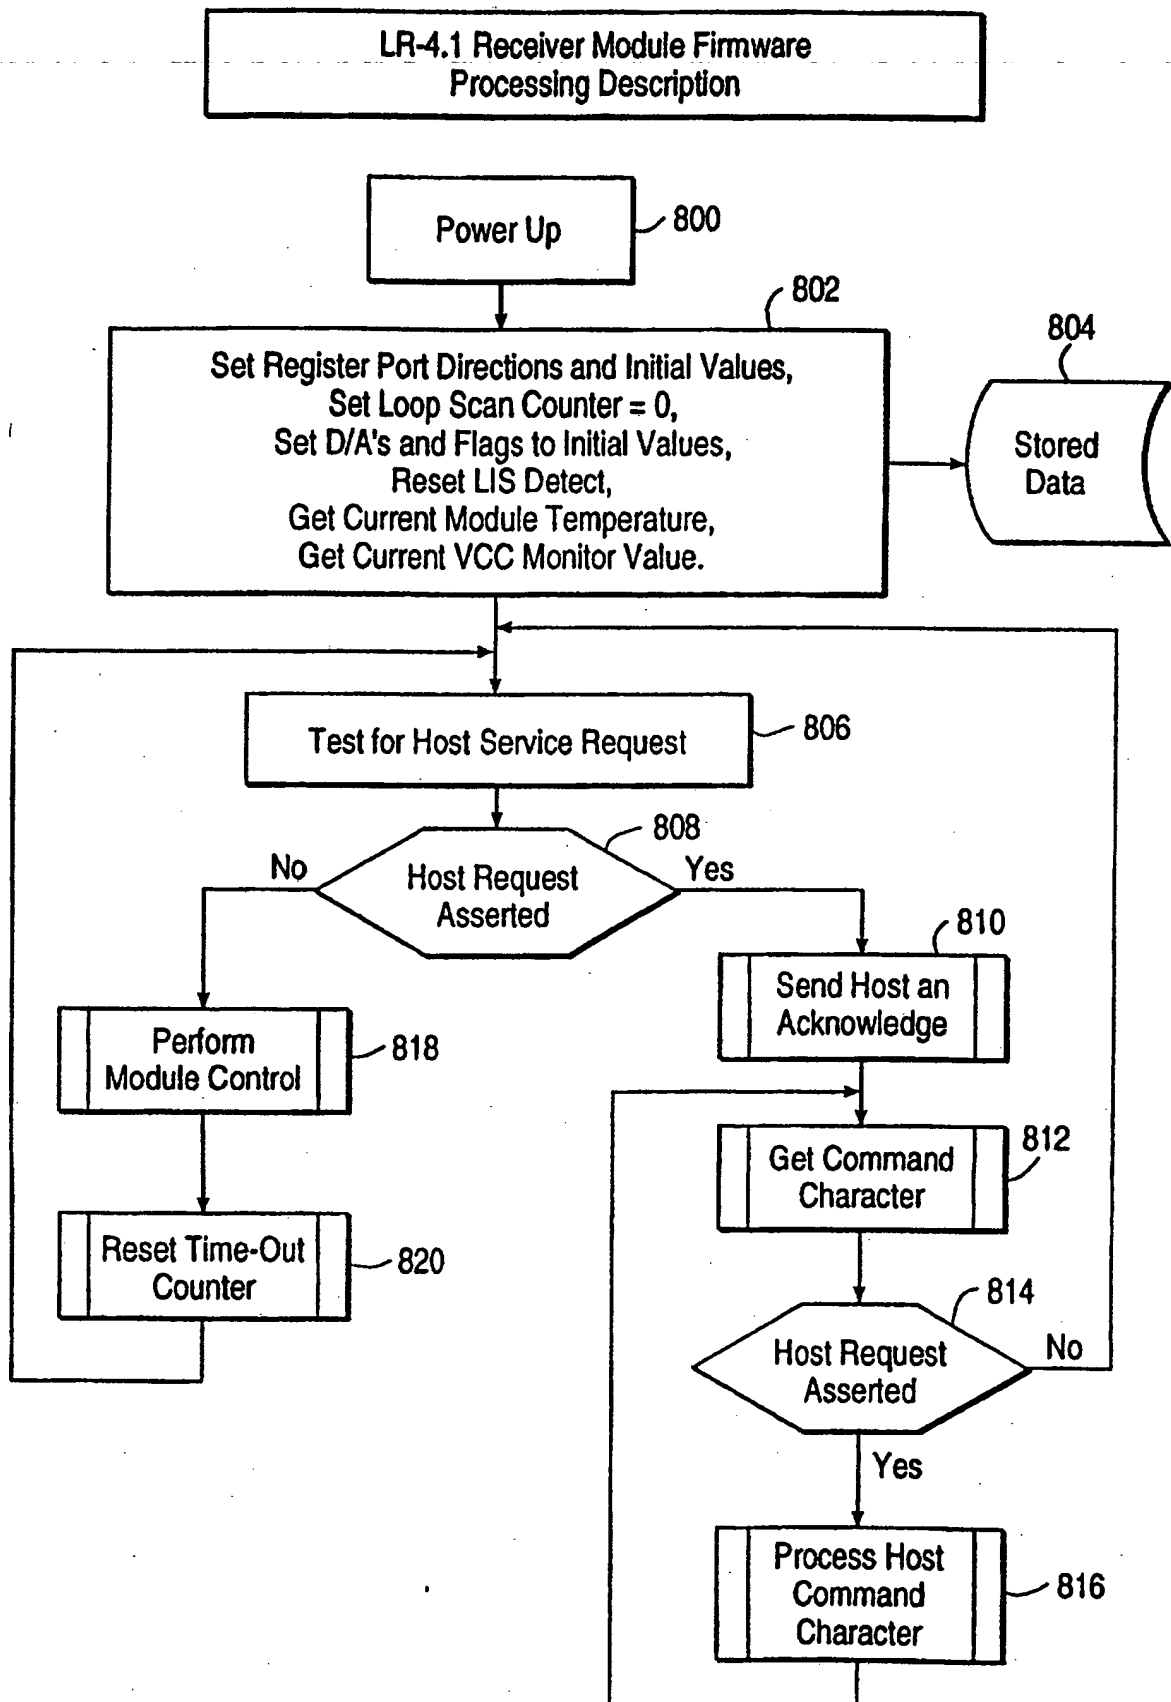 LR-4.1 Receiver Module Firmware
Processing Description
Power Up
800
802
Set Register Port Directions and Initial Values,
Set Loop Scan Counter = 0,
Set D/A's and Flags to Initial Values,
Reset LIS Detect,
Get Current Module Temperature,
Get Current VCC Monitor Value.
804
Stored
Data
Test for Host Service Request
806
808
Host Request
Asserted
No
Yes
810
Send Host an
Acknowledge
Perform
Module Control
818
Get Command
Character
812
Reset Time-Out
Counter
820
814
Host Request
Asserted
No
Yes
Process Host
Command
Character
816